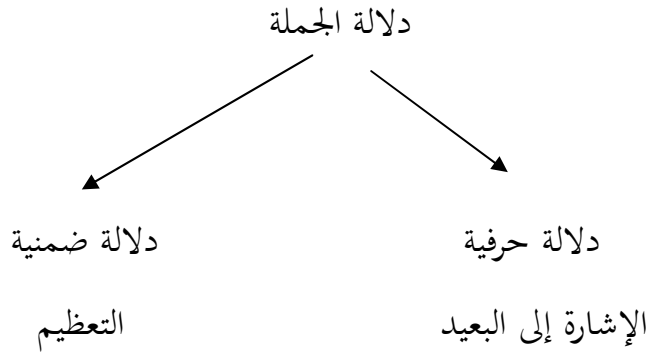 دلالة الجملة
دلالة حرفية
دلالة ضمنية
الإشارة إلى البعيد
التعظيم